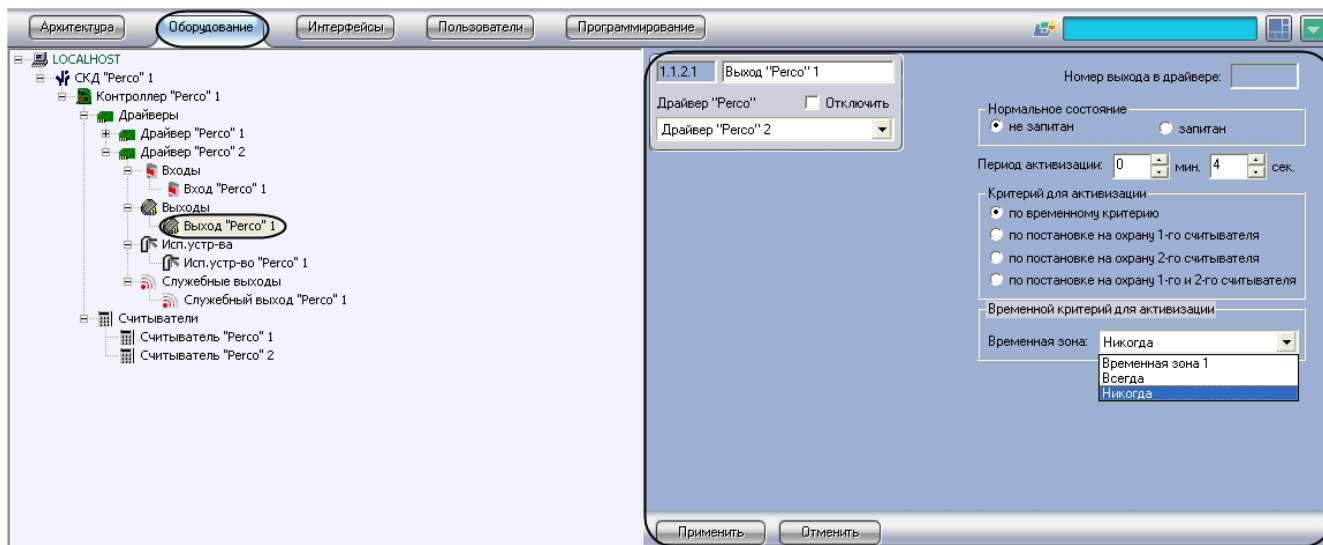 Архитектура
Оборудование
Интерфейсы
Пользователи
Программирование
LOCALHOST
СКД "Perco" 1
Контроллер "Perco" 1
Драйверы
Драйвер "Perco" 1
Драйвер "Perco" 2
Входы
Вход "Perco" 1
Выходы
Выход "Perco" 1
Исп.устр-ва
Исп.устр-во "Perco" 1
Служебные выходы
Служебный выход "Perco" 1
Считыватели
Считыватель "Perco" 1
Считыватель "Perco" 2
1.1.2.1
Выход "Perco" 1
Драйвер "Perco"
Отключить
Драйвер "Perco" 2
Номер выхода в драйвере:
Нормальное состояние
не запитан
запитан
Период активизации: 0 мин. 4 сек.
Критерий для активизации
по временному критерию
по постановке на охрану 1-го считывателя
по постановке на охрану 2-го считывателя
по постановке на охрану 1-го и 2-го считывателя
Временной критерий для активизации
Временная зона: Никогда
Временная зона 1
Всегда
Никогда
Применить
Отменить